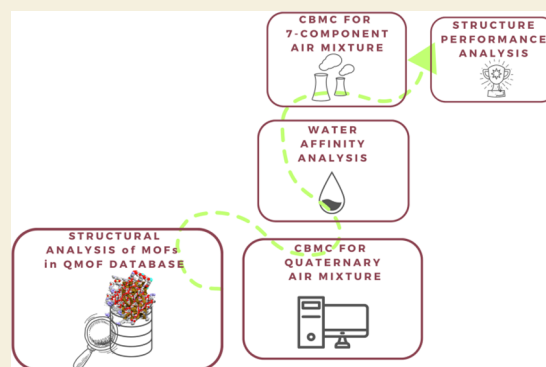 CBMC FOR
7-COMPONENT
AIR MIXTURE
STRUCTURE
PERFORMANCE
ANALYSIS
WATER
AFFINITY
ANALYSIS
STRUCTURAL
ANALYSIS of MOFs
in QMOF DATABASE
CBMC FOR
QUATERNARY
AIR MIXTURE